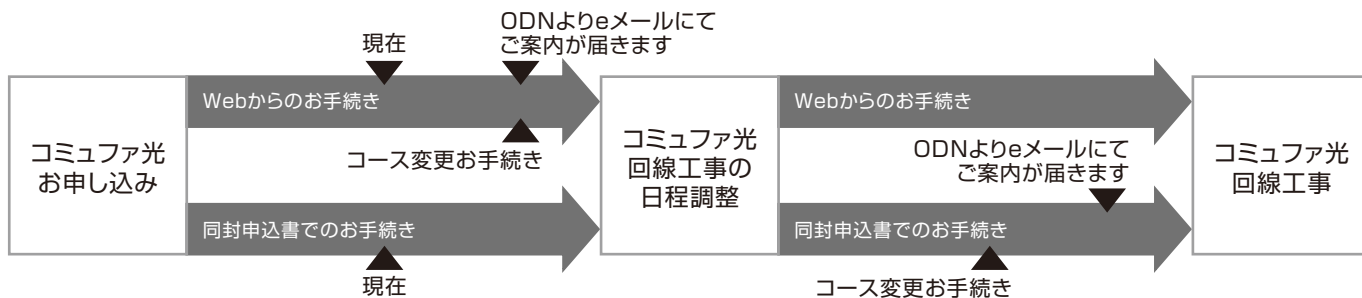 ODNよりeメールにて
ご案内が届きます
現在
Webからのお手続き
コース変更お手続き
コミュファ光
お申し込み
同封申込書でのお手続き
現在
コミュファ光
回線工事の
日程調整
Webからのお手続き
ODNよりeメールにて
ご案内が届きます
同封申込書でのお手続き
コース変更お手続き
コミュファ光
回線工事